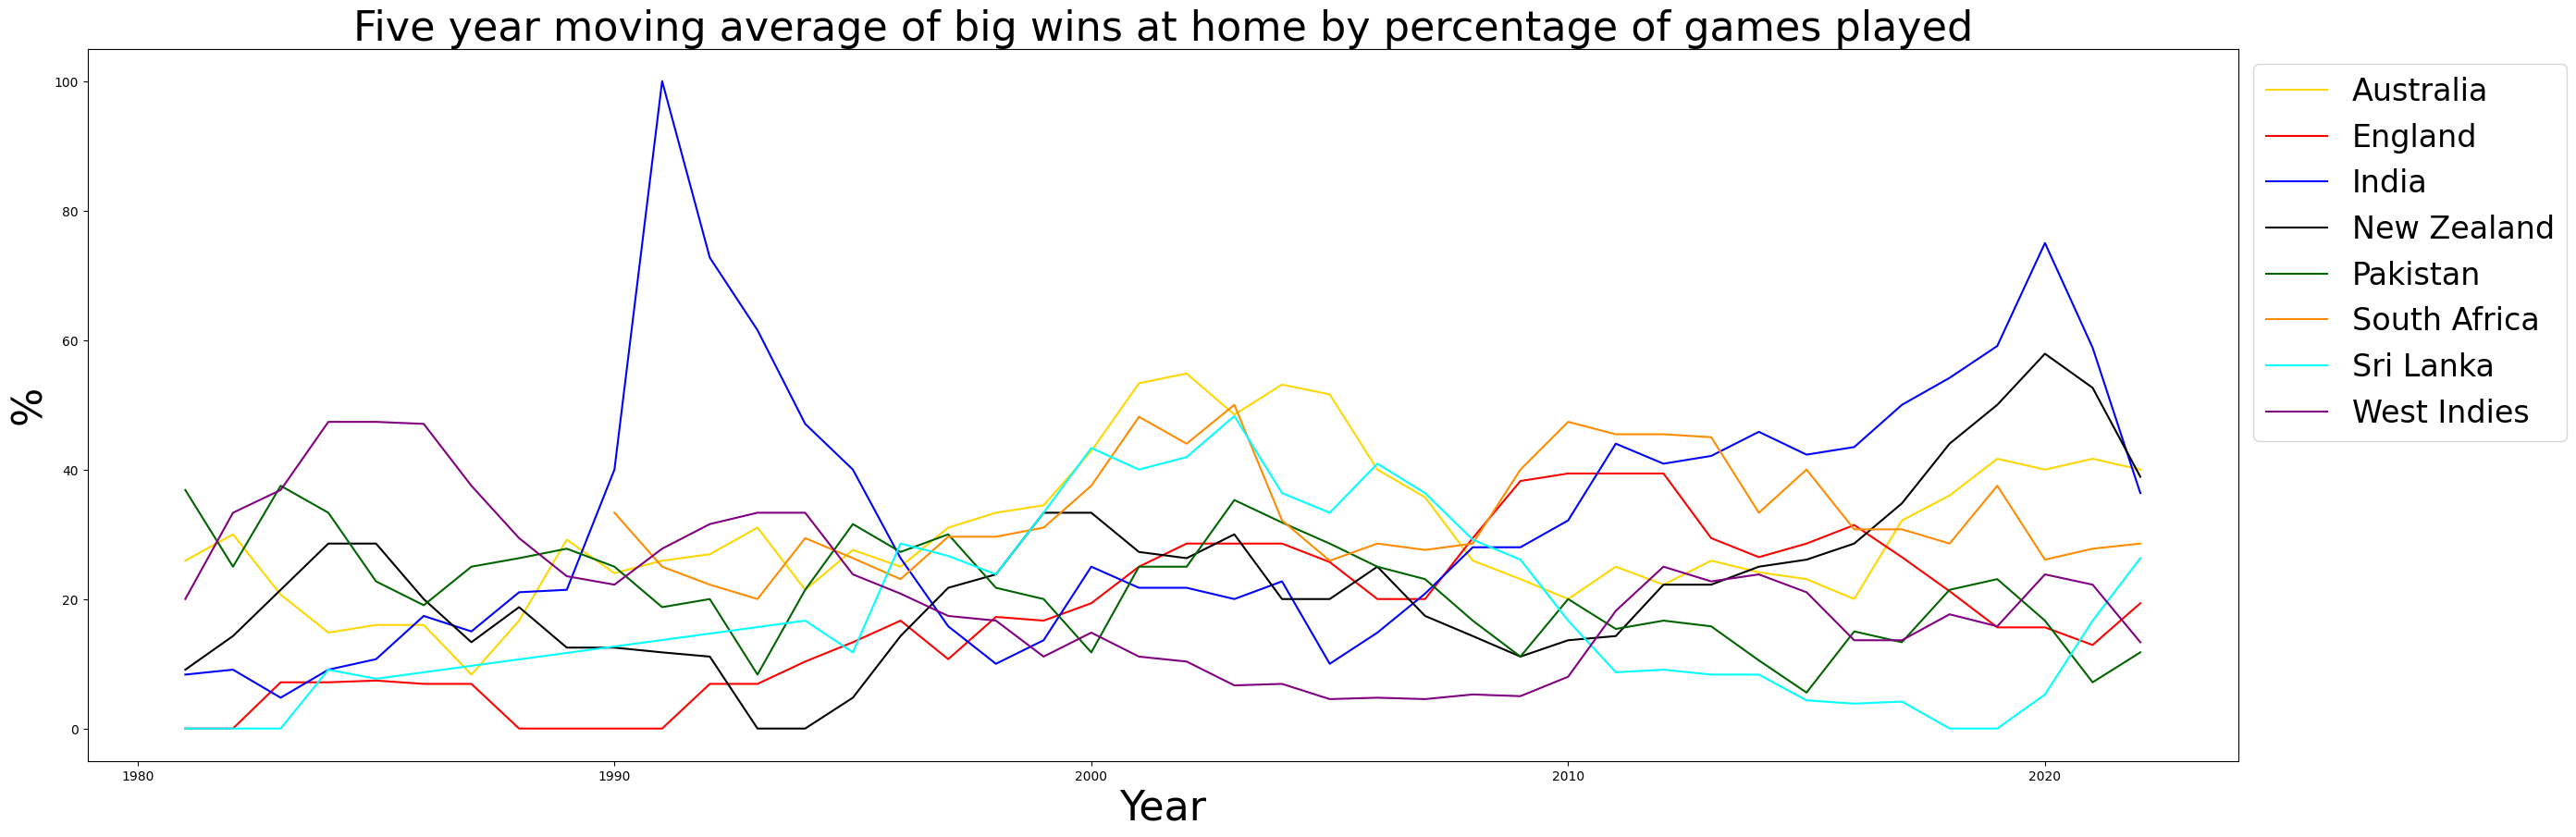 Five year moving average of big wins at home by percentage of games played
100
80
60
40
20
0
%
1980
1990
2000
2010
2020
Year
Australia
England
India
New Zealand
Pakistan
South Africa
Sri Lanka
West Indies